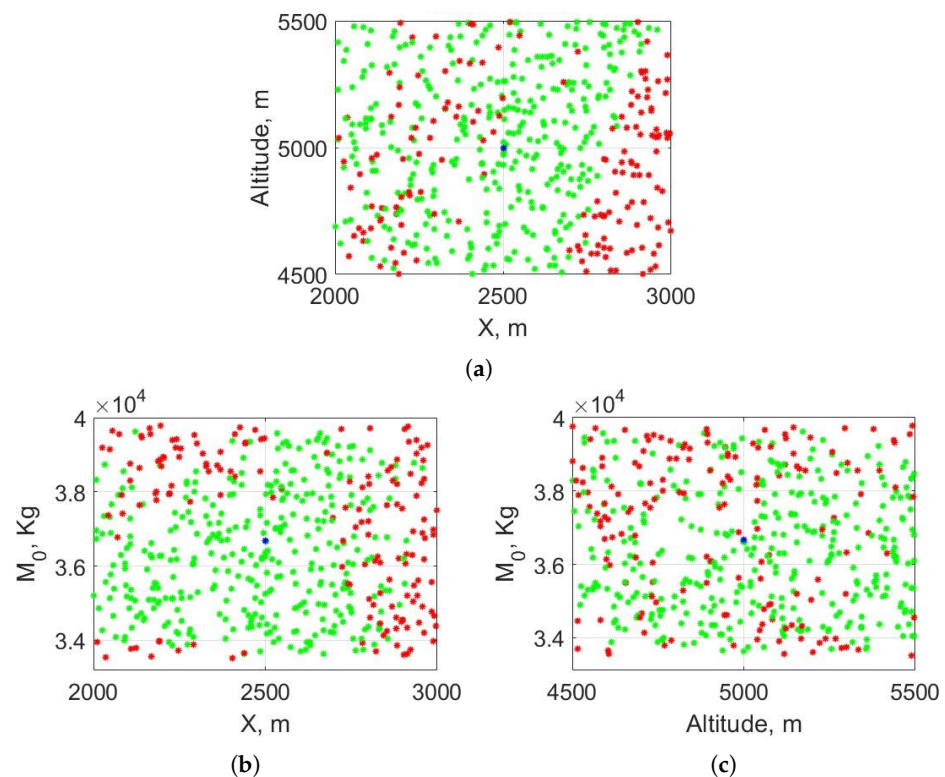 5500
5000
4500
Altitude, m
2000 2500 3000
X, m
(a)
×10⁴
4
3.8
3.6
3.4
M₀, Kg
2000 2500 3000
X, m
(b)
×10⁴
4
3.8
3.6
3.4
M₀, Kg
4500 5000 5500
Altitude, m
(c)